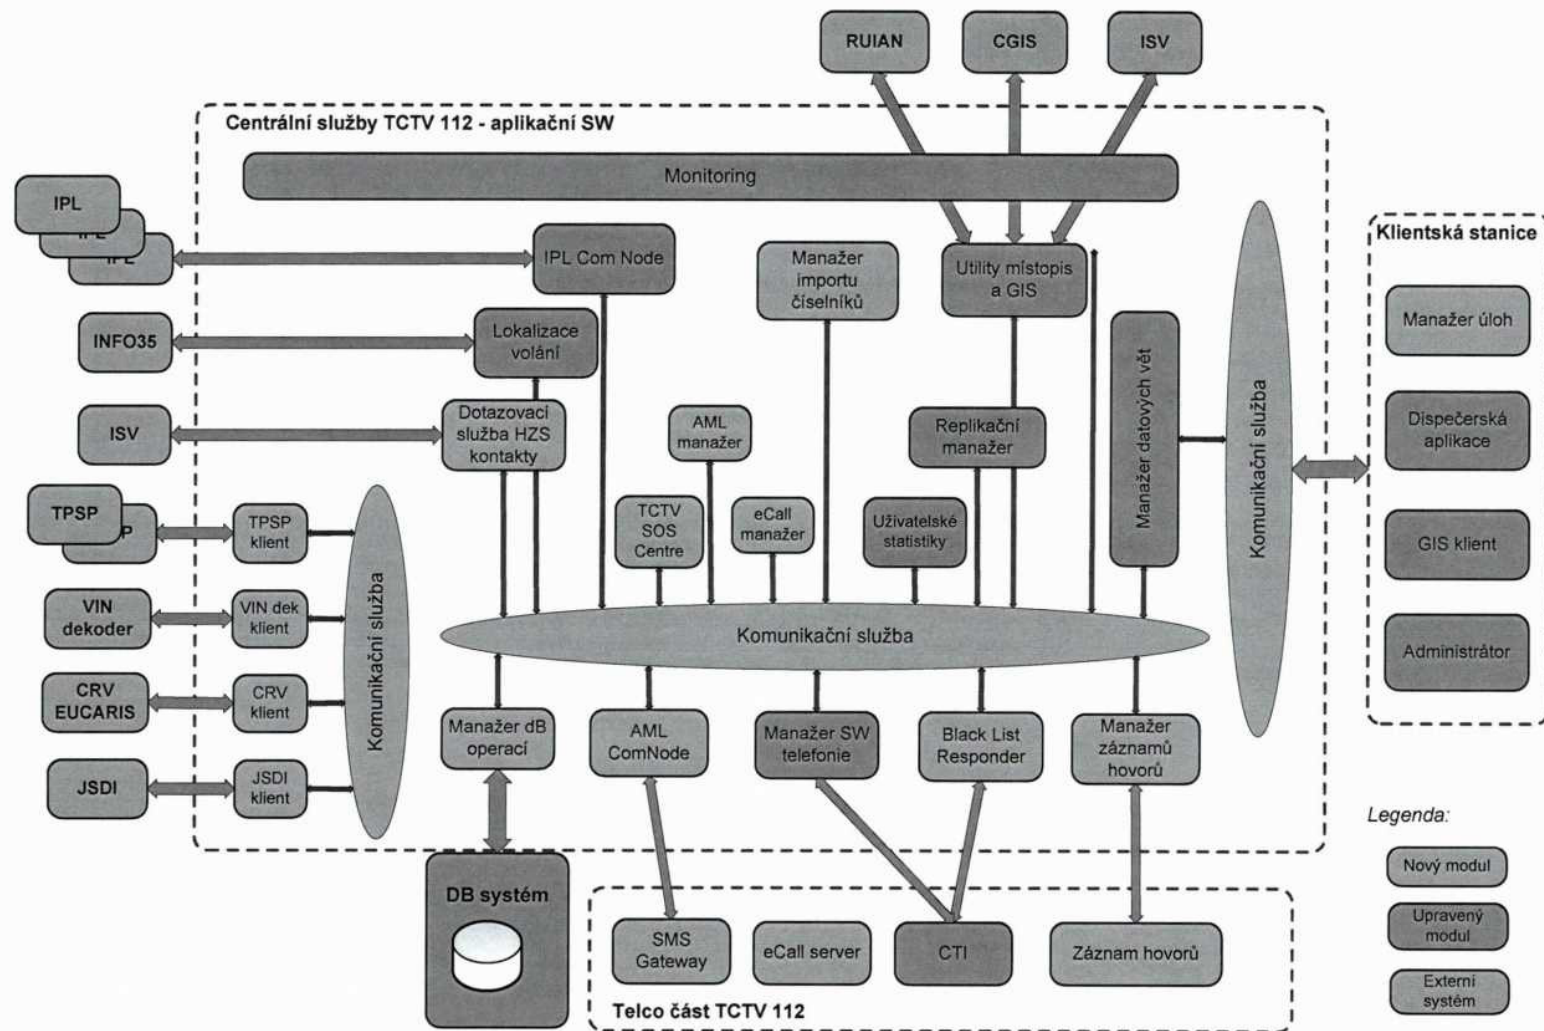 RUIAN
CGIS
ISV
Centrální služby TCTV 112 - aplikační SW
Monitoring
IPL
IPL
IPL
IPL Com Node
Manažer
importu
číselníků
Utility místopis
a GIS
Klientská stanice
INFO35
Lokalizace
volání
Manažer datových vět
Komunikační služba
Manažer úloh
ISV
Dotazovací
služba HZS
kontakty
AML
manažer
Replikační
manažer
Dispečerská
aplikace
TPSP
P
TPSP
klient
TCTV
SOS
Centre
eCall
manažer
Uživatelské
statistiky
GIS klient
Komunikační služba
VIN
dekoder
VIN dek
klient
Komunikační služba
Administrátor
CRV
EUCARIS
CRV
klient
Manažer dB
operací
AML
ComNode
Manažer SW
telefonie
Black List
Responder
Manažer
záznamů
hovorů
JSDI
JSDI
klient
Legenda:
Nový modul
Upravený
modul
Externí
systém
DB systém
SMS
Gateway
eCall server
CTI
Záznam hovorů
Telco část TCTV 112